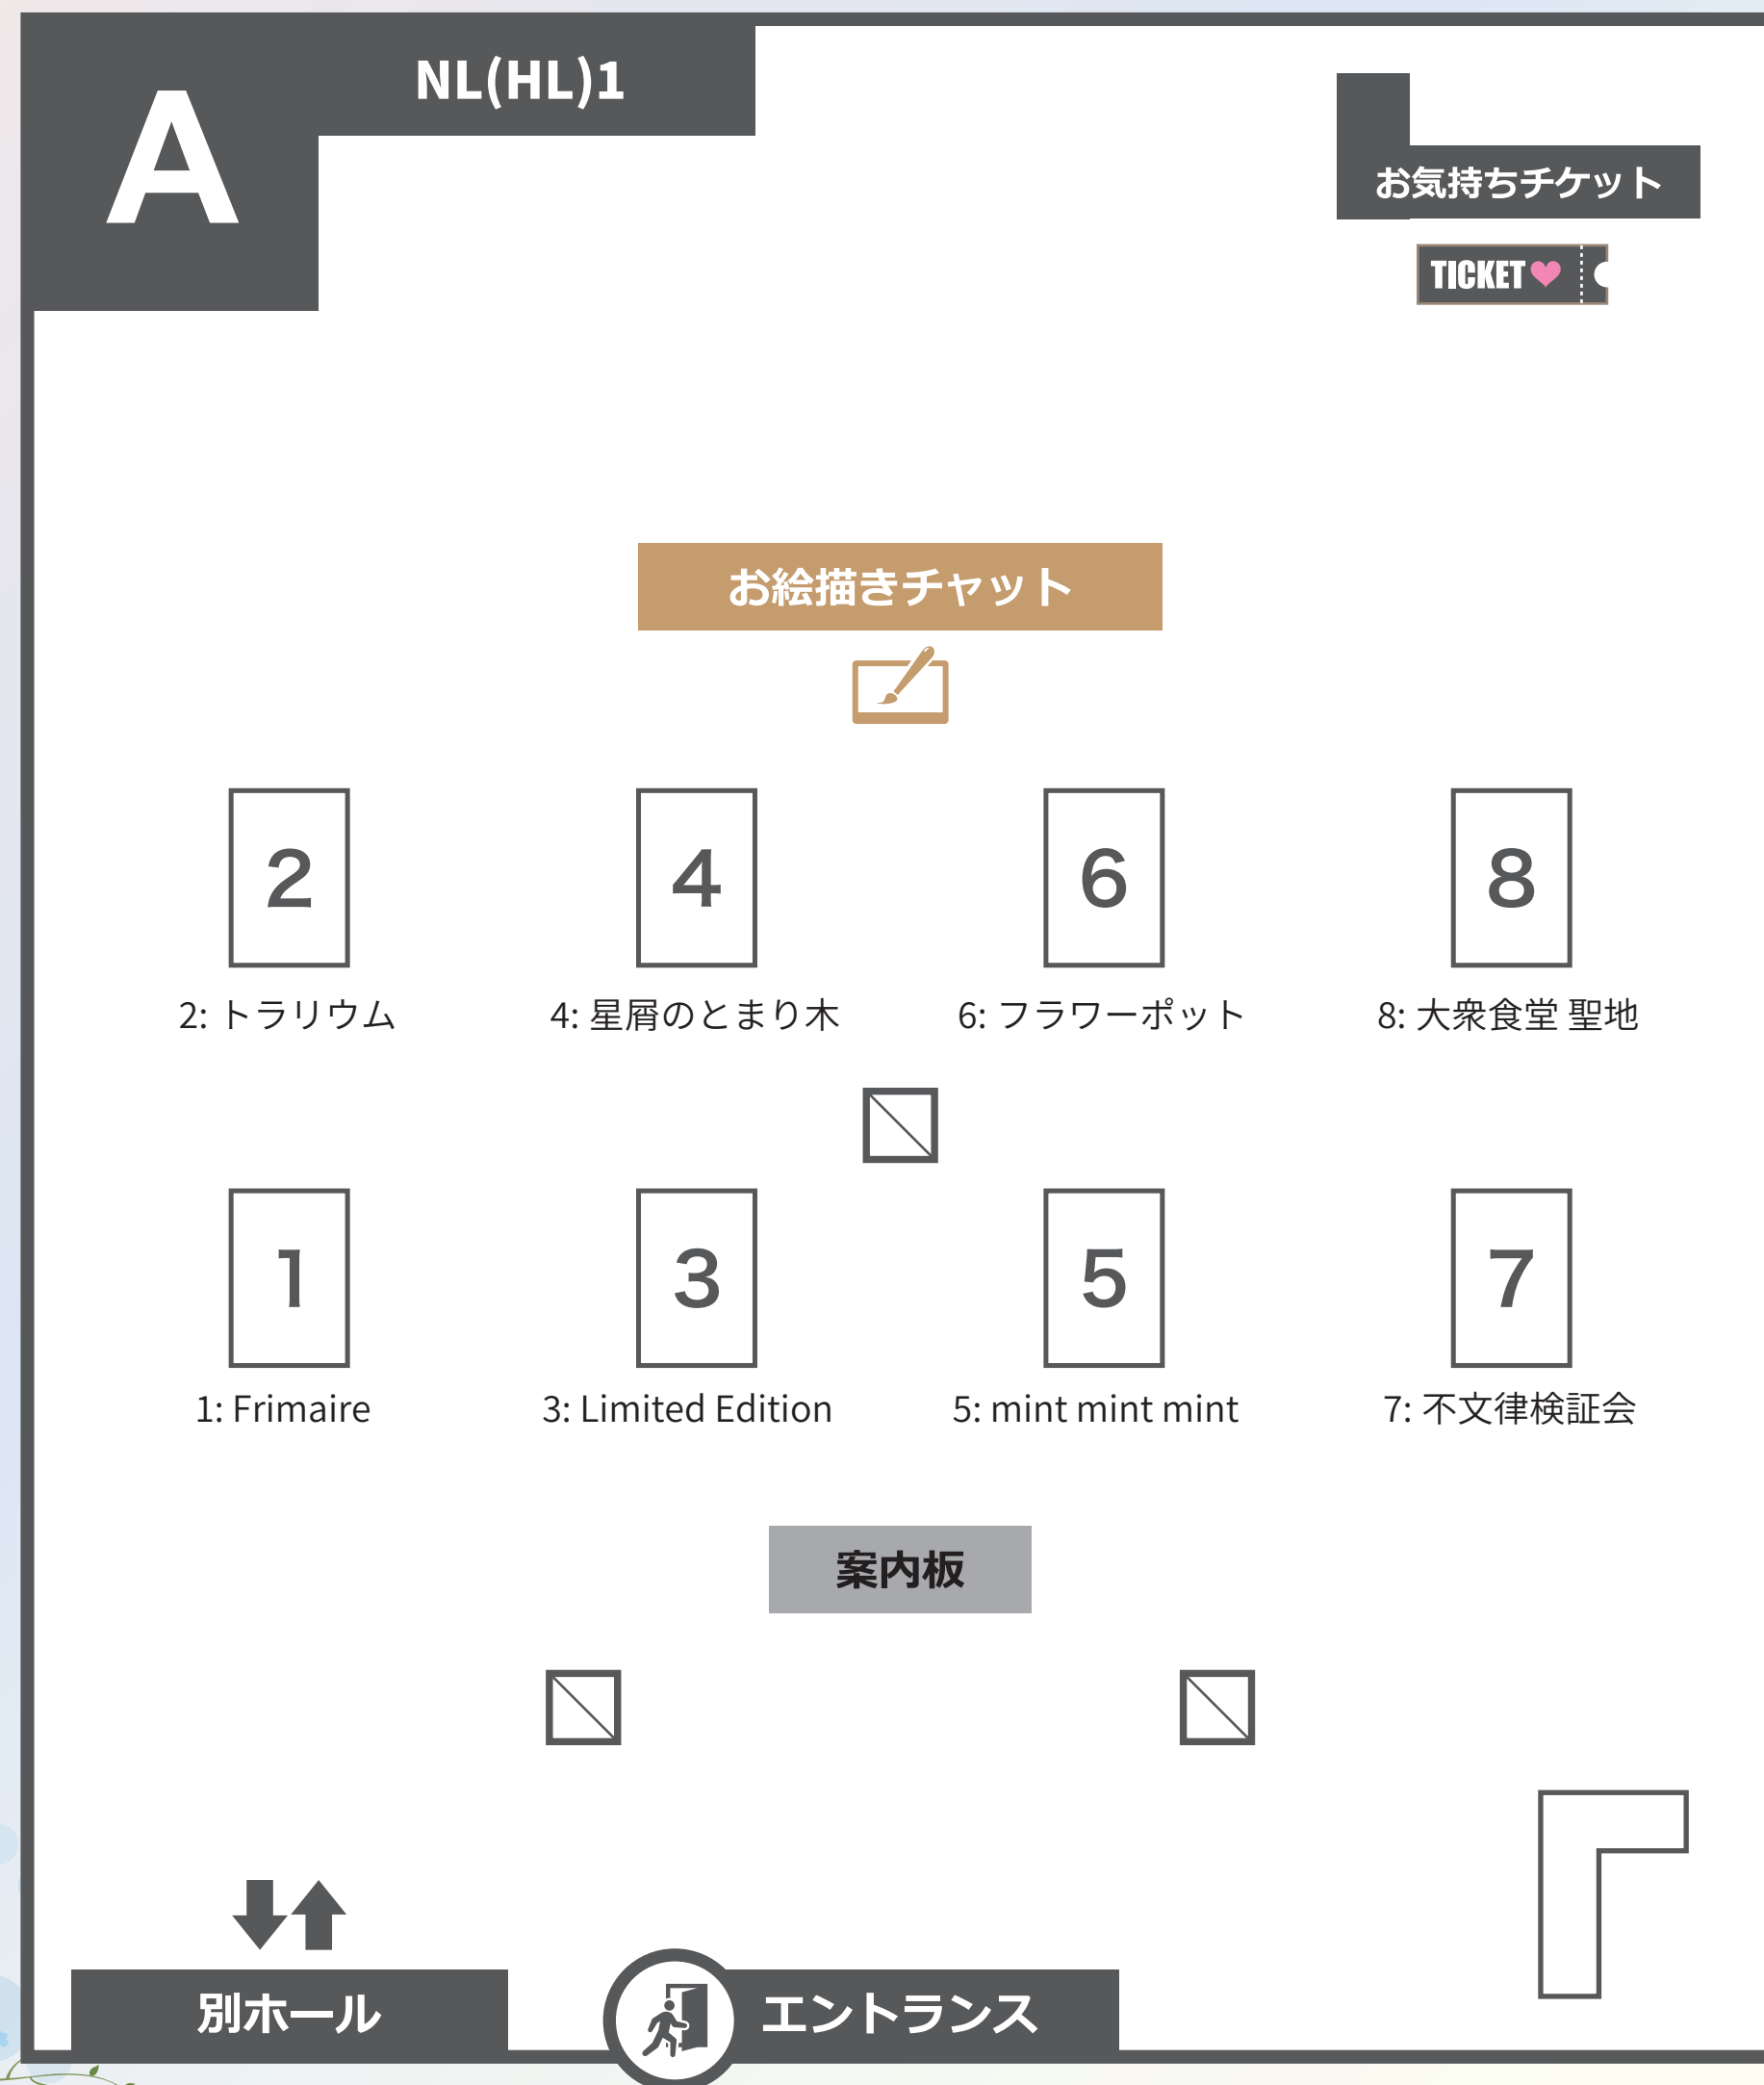 A
NL(HL)1
お気持ちチケット
TICKET
お絵描きチャット
2
4
6
8
2: トラリウム
4: 星屑のとまり木
6: フラワーポット
8: 大衆食堂 聖地
1
3
5
7
1: Frimaire
3: Limited Edition
5: mint mint mint
7: 不文律検証会
案内板
別ホール
エントランス